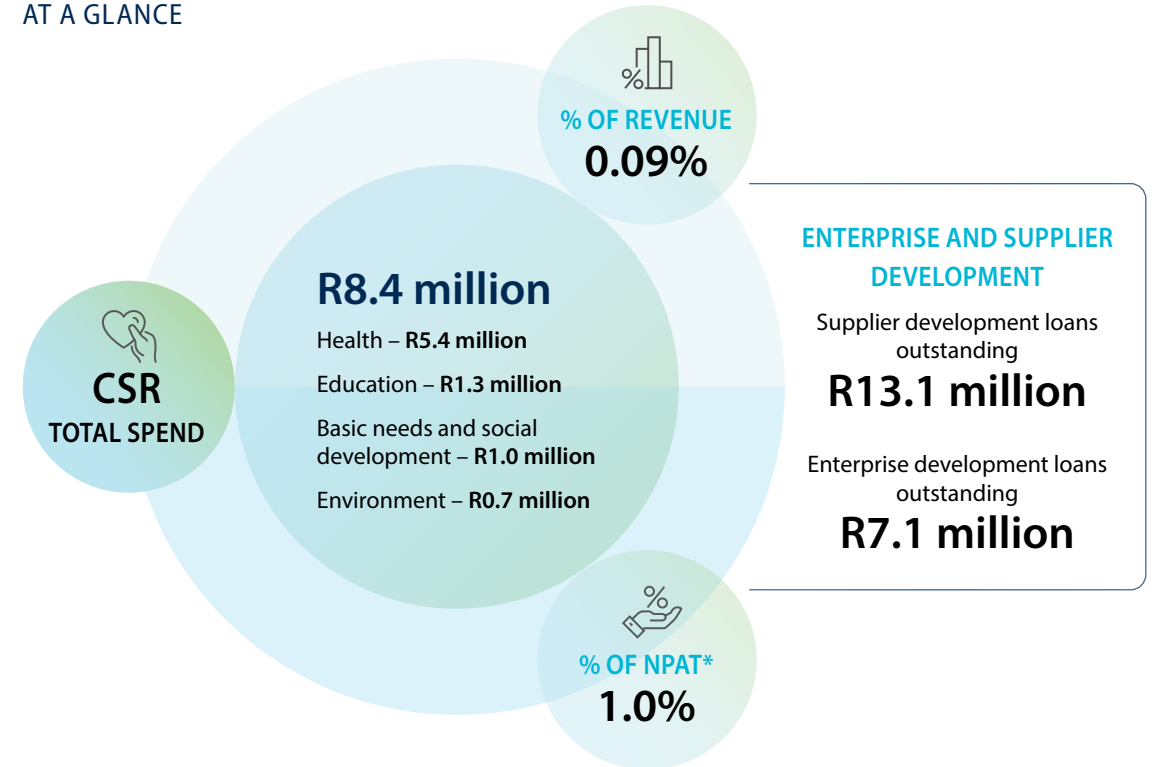 AT A GLANCE
% OF REVENUE
0.09%
CSR
TOTAL SPEND
R8.4 million
Health – R5.4 million
Education – R1.3 million
Basic needs and social
development – R1.0 million
Environment – R0.7 million
% OF NPAT*
1.0%
ENTERPRISE AND SUPPLIER
DEVELOPMENT
Supplier development loans
outstanding
R13.1 million
Enterprise development loans
outstanding
R7.1 million